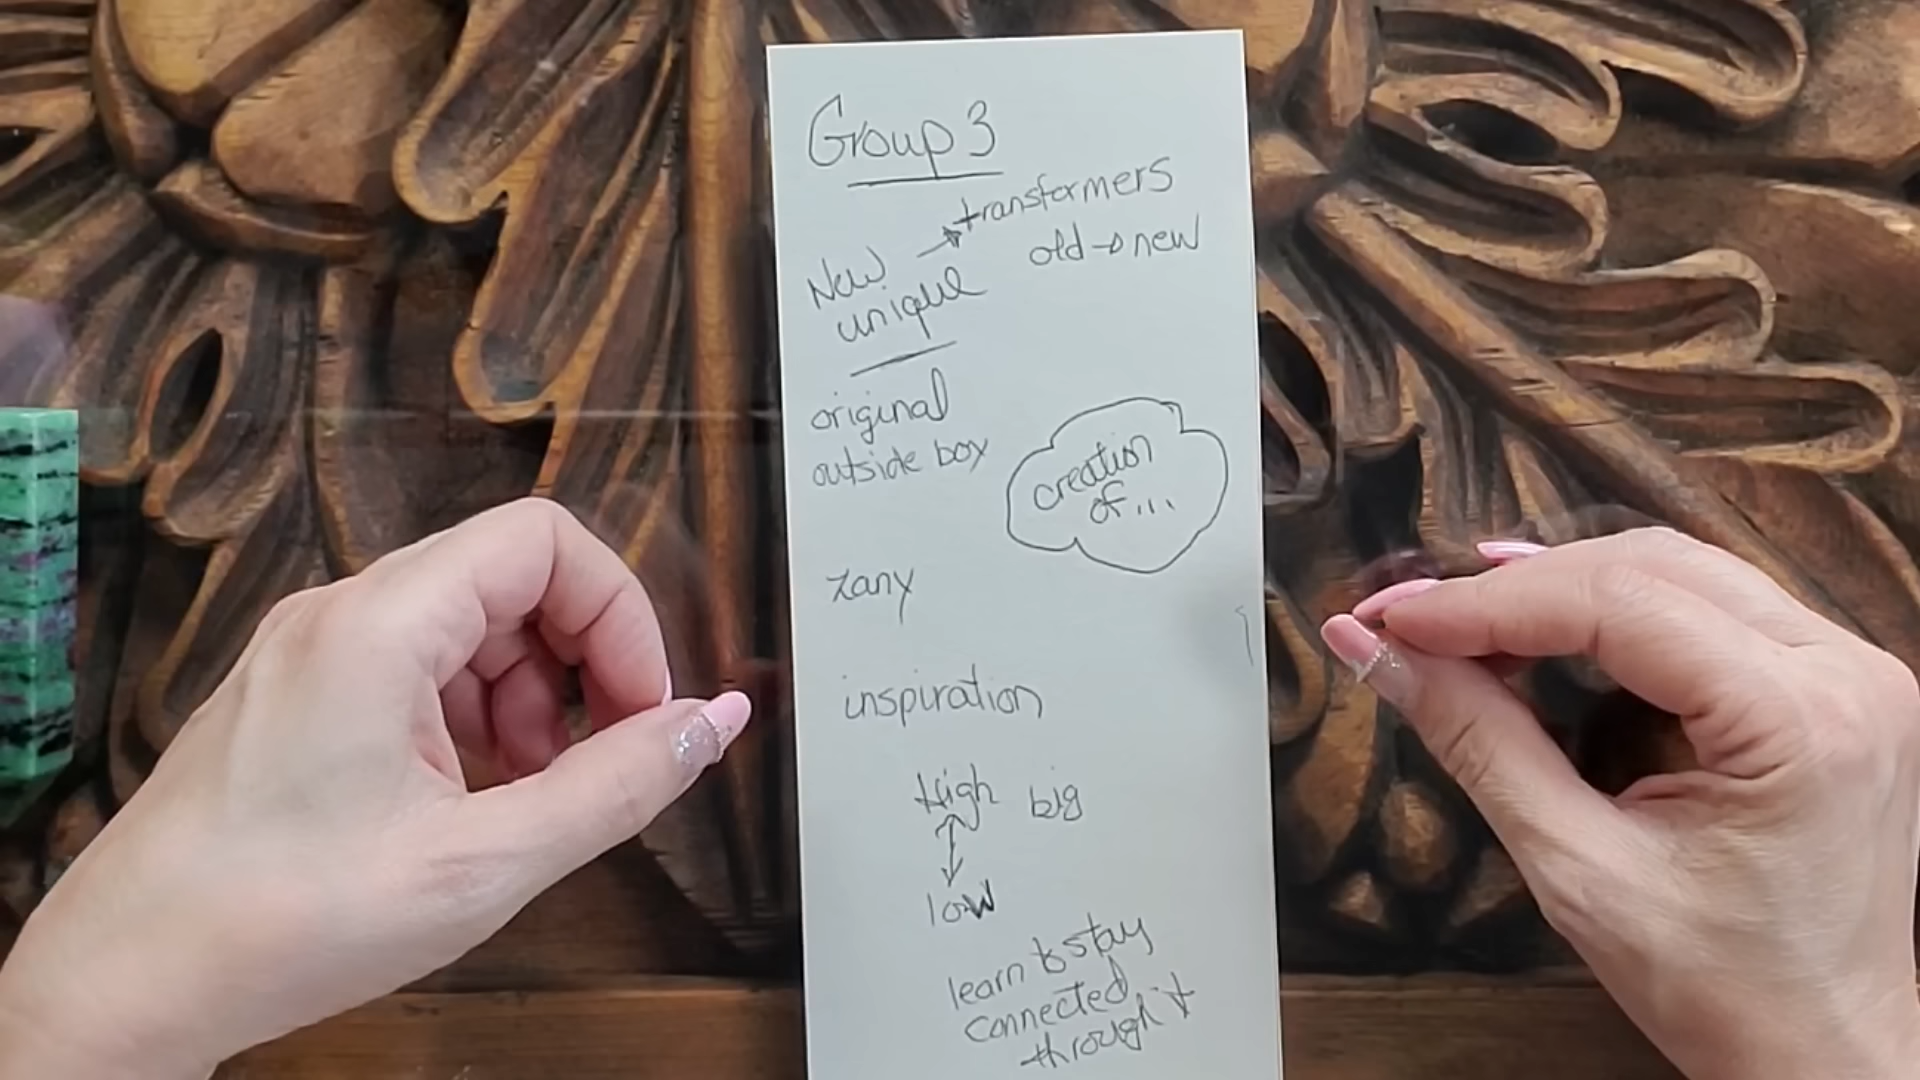 Group 3
transformers
old → new
New
unique
original
outside box
creation
of...
zany
inspiration
High big
↕
low
learn to stay
connected
through it